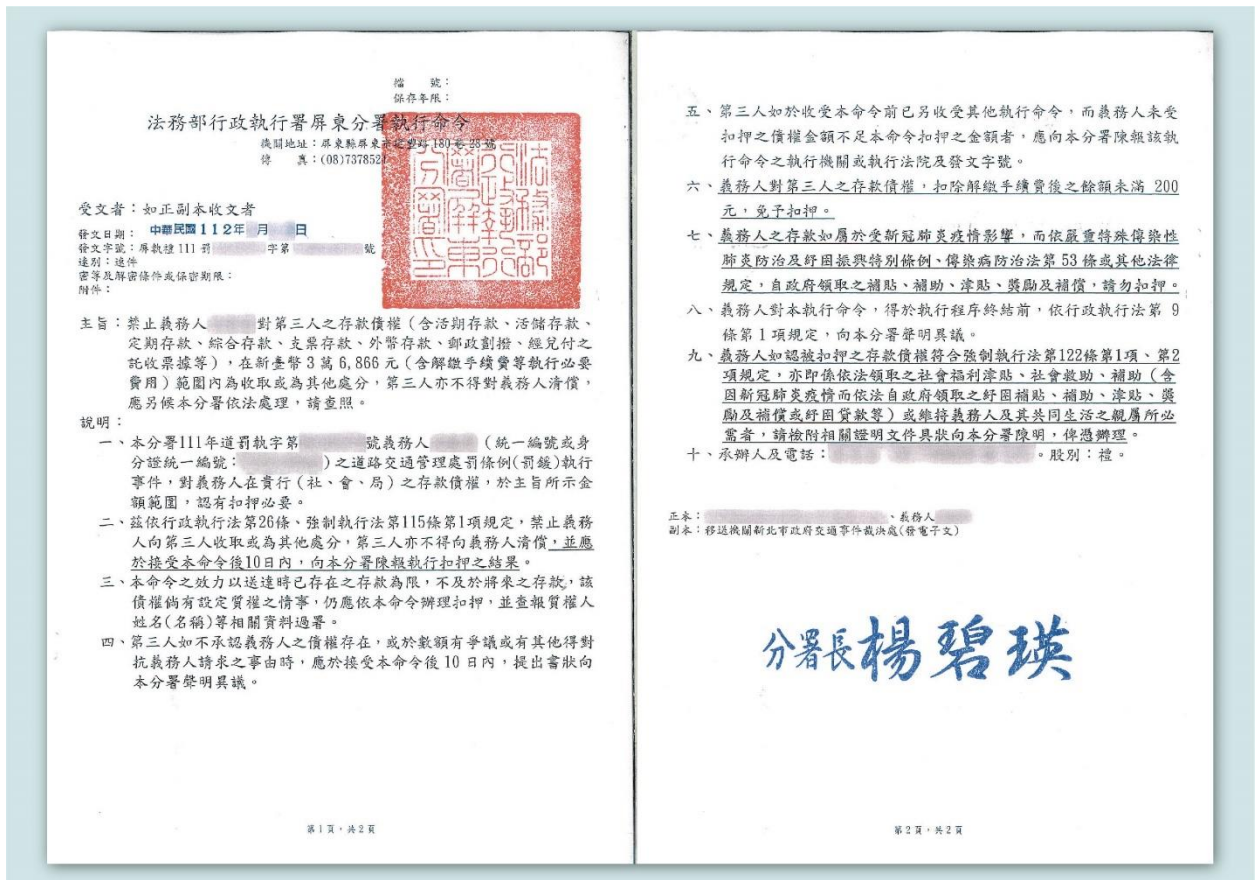 檔　　號：
保存年限：
法務部行政執行署屏東分署執行命令
機關地址：屏東縣屏東市
路180巷28號
傳　　真：(08)737852
受文者：如正副本收文者
發文日期：中華民國112年 月 日
發文字號：屏執禮111罰 字第 號
速別：速件
密等及解密條件或保密期限：
附件：
主旨：禁止義務人 對第三人之存款債權（含活期存款、活儲存款、
定期存款、綜合存款、支票存款、外幣存款、郵政劃撥、經兌付之
託收票據等），在新臺幣3萬6,866元（含解繳手續費等執行必要
費用）範圍內為收取或為其他處分，第三人亦不得對義務人清償，
應另候本分署依法處理，請查照。
說明：
一、本分署111年道罰執字第 號義務人 （統一編號或身
分證統一編號： ）之道路交通管理處罰條例(罰鍰)執行
事件，對義務人在貴行（社、會、局）之存款債權，於主旨所示金
額範圍，認有扣押必要。
二、茲依行政執行法第26條、強制執行法第115條第1項規定，禁止義務
人向第三人收取或為其他處分，第三人亦不得向義務人清償，並應
於接受本命令後10日內，向本分署陳報執行扣押之結果。
三、本命令之效力以送達時已存在之存款為限，不及於將來之存款，該
債權倘有設定質權之情事，仍應依本命令辦理扣押，並查報質權人
姓名(名稱)等相關資料過署。
四、第三人如不承認義務人之債權存在，或於數額有爭議或有其他得對
抗義務人請求之事由時，應於接受本命令後10日內，提出書狀向
本分署聲明異議。
第1頁，共2頁
五、第三人如於收受本命令前已另收受其他執行命令，而義務人未受
扣押之債權金額不足本命令扣押之金額者，應向本分署陳報該執
行命令之執行機關或執行法院及發文字號。
六、義務人對第三人之存款債權，扣除解繳手續費後之餘額未滿200
元，免予扣押。
七、義務人之存款如屬於受新冠肺炎疫情影響，而依嚴重特殊傳染性
肺炎防治及紓困振興特別條例、傳染病防治法第53條或其他法律
規定，自政府領取之補貼、補助、津貼、獎勵及補償，請勿扣押。
八、義務人對本執行命令，得於執行程序終結前，依行政執行法第9
條第1項規定，向本分署聲明異議。
九、義務人如認被扣押之存款債權符合強制執行法第122條第1項、第2
項規定，亦即係依法領取之社會福利津貼、社會救助、補助（含
因新冠肺炎疫情而依法自政府領取之紓困補貼、補助、津貼、獎
勵及補償或紓困貸款等）或維持義務人及其共同生活之親屬所必
需者，請檢附相關證明文件具狀向本分署陳明，俾憑辦理。
十、承辦人及電話： 。股別：禮。
正本： 、義務人
副本：移送機關新北市政府交通事件裁決處(發電子文)
分署長楊碧瑛
第2頁，共2頁